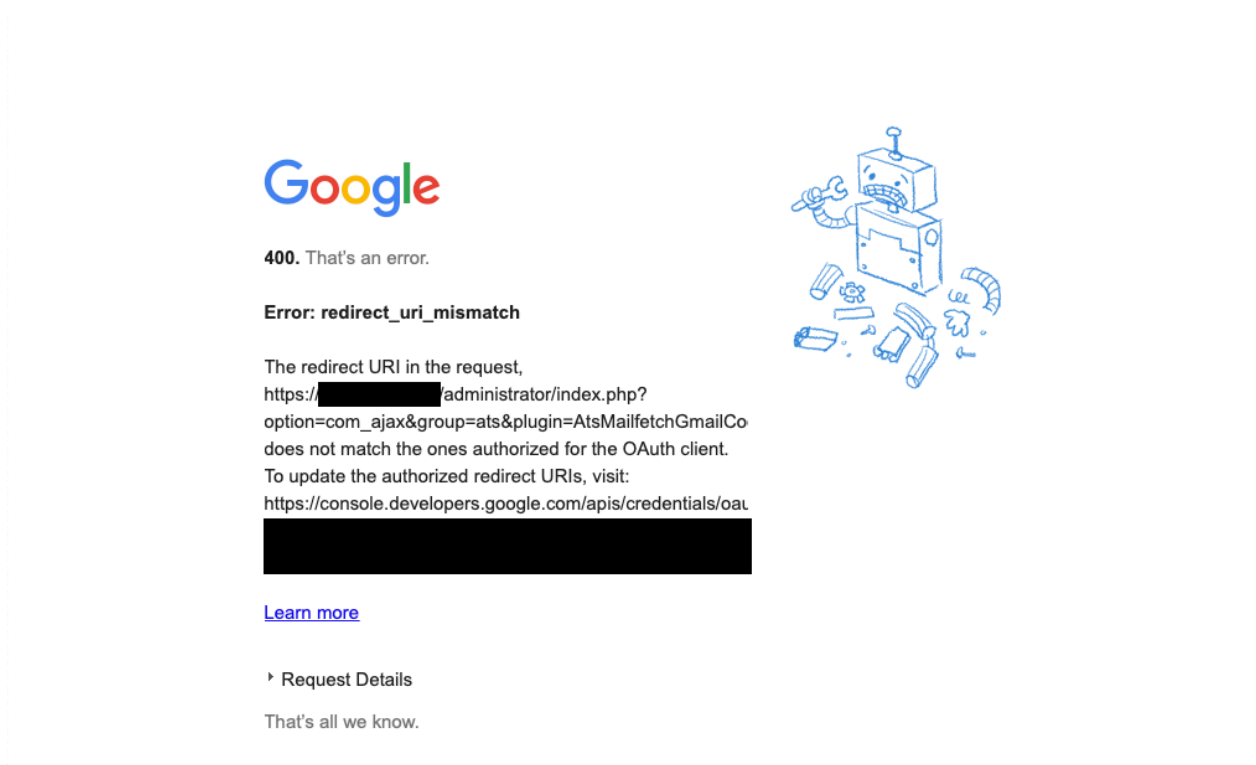 Google
400. That's an error.
Error: redirect_uri_mismatch
The redirect URI in the request,
https:// /administrator/index.php?
option=com_ajax&group=ats&plugin=AtsMailfetchGmailCo
does not match the ones authorized for the OAuth client.
To update the authorized redirect URIs, visit:
https://console.developers.google.com/apis/credentials/oau
Learn more
Request Details
That's all we know.